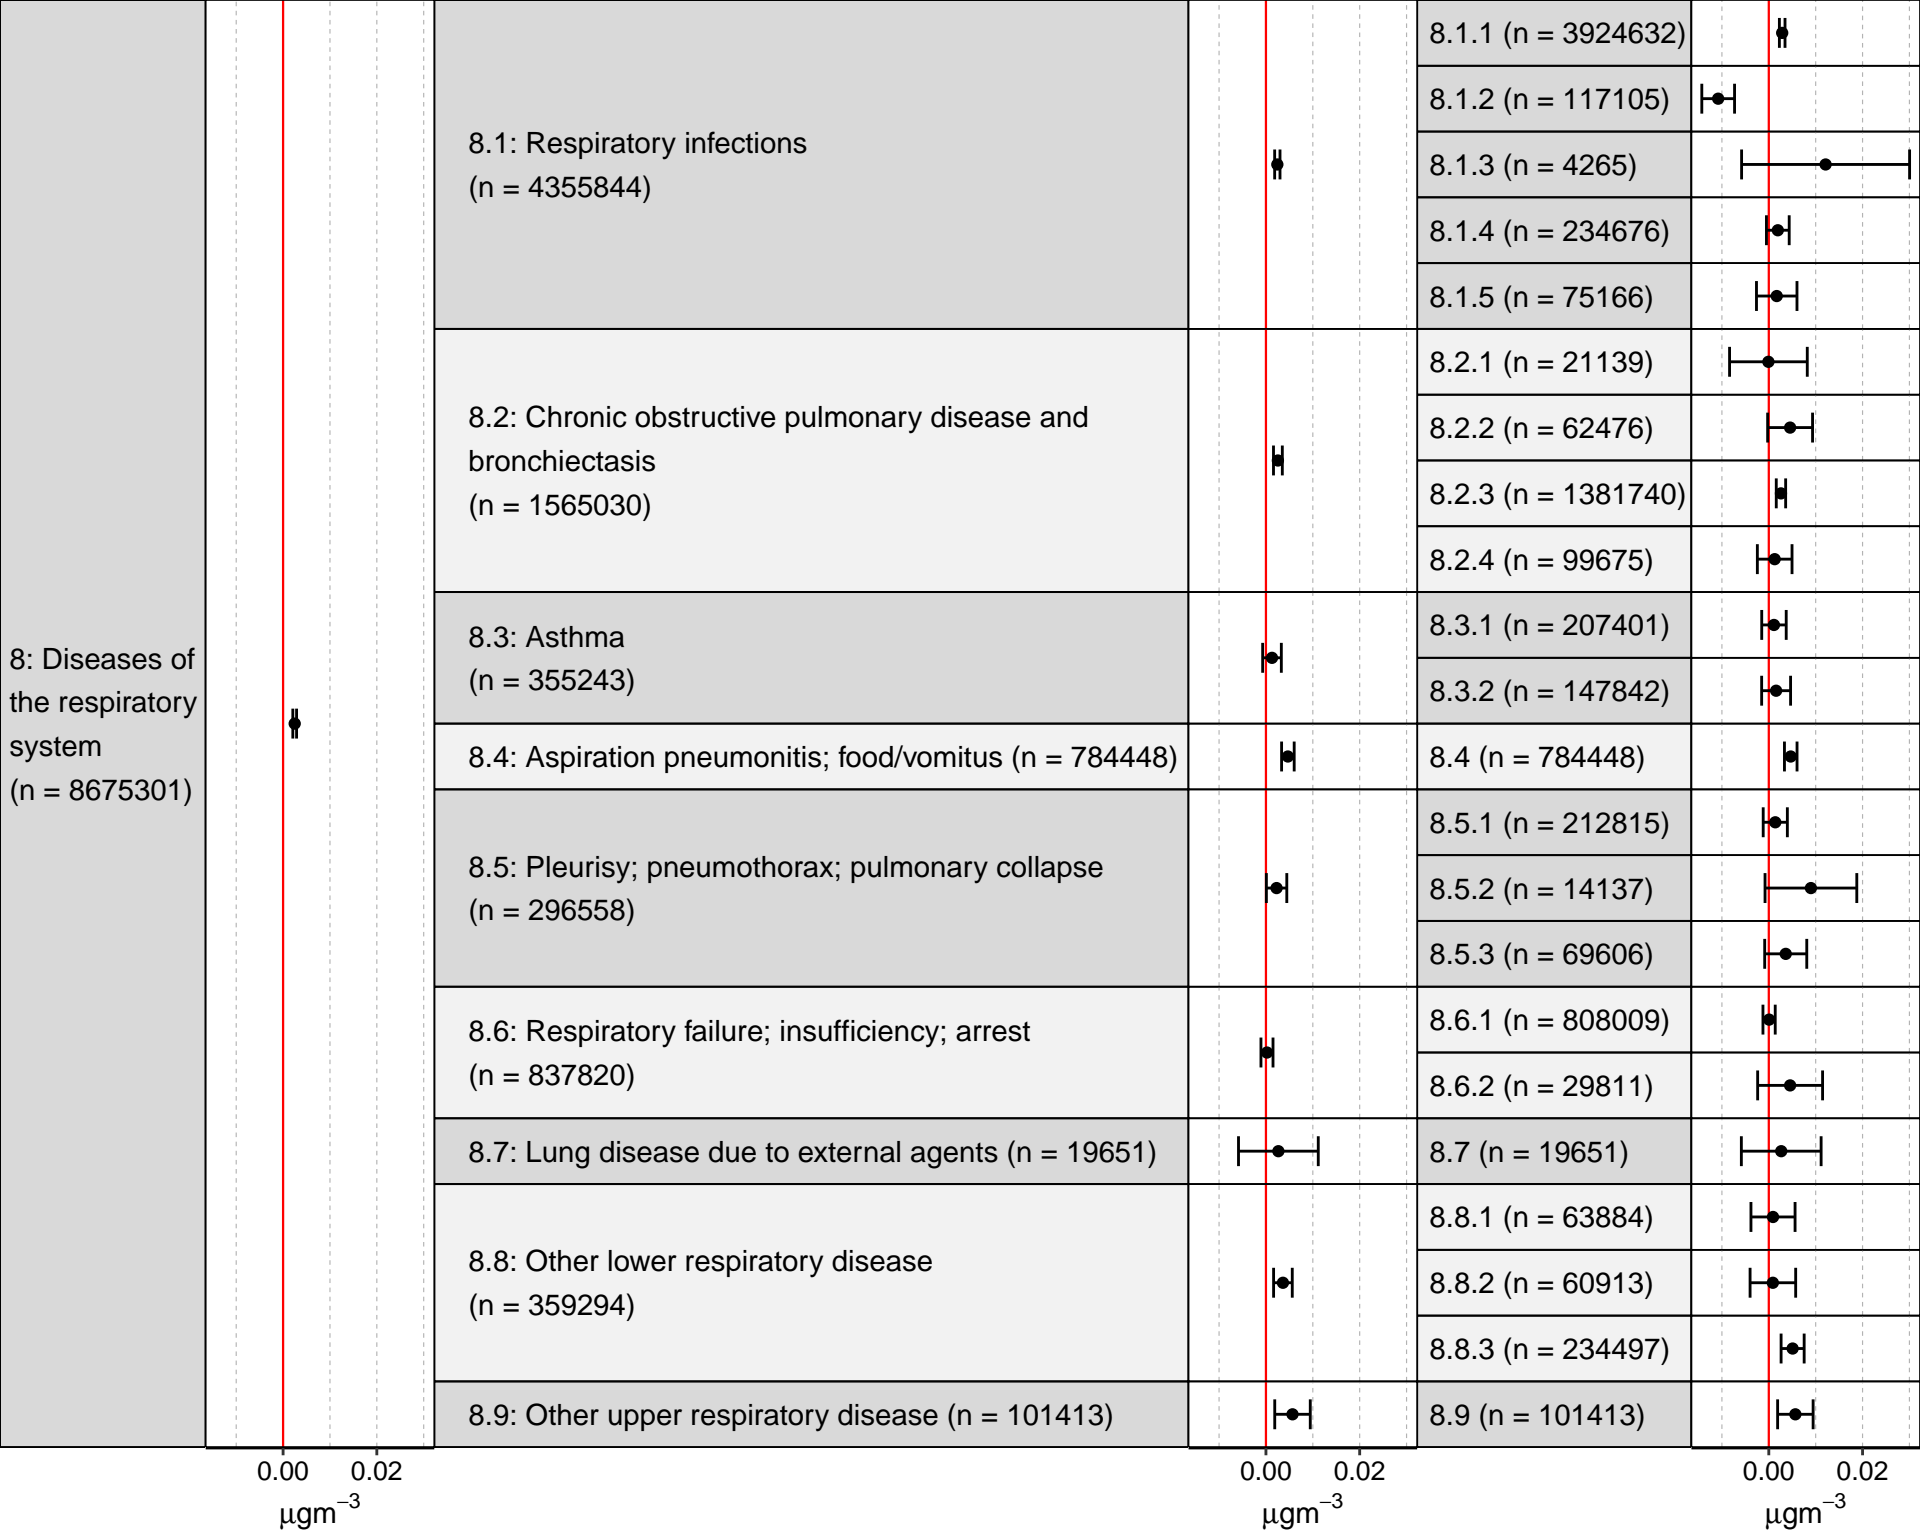 8: Diseases of
the respiratory
system
(n = 8675301)
8.1: Respiratory infections
(n = 4355844)
8.2: Chronic obstructive pulmonary disease and
bronchiectasis
(n = 1565030)
8.3: Asthma
(n = 355243)
8.4: Aspiration pneumonitis; food/vomitus (n = 784448)
8.5: Pleurisy; pneumothorax; pulmonary collapse
(n = 296558)
8.6: Respiratory failure; insufficiency; arrest
(n = 837820)
8.7: Lung disease due to external agents (n = 19651)
8.8: Other lower respiratory disease
(n = 359294)
8.9: Other upper respiratory disease (n = 101413)
8.1.1 (n = 3924632)
8.1.2 (n = 117105)
8.1.3 (n = 4265)
8.1.4 (n = 234676)
8.1.5 (n = 75166)
8.2.1 (n = 21139)
8.2.2 (n = 62476)
8.2.3 (n = 1381740)
8.2.4 (n = 99675)
8.3.1 (n = 207401)
8.3.2 (n = 147842)
8.4 (n = 784448)
8.5.1 (n = 212815)
8.5.2 (n = 14137)
8.5.3 (n = 69606)
8.6.1 (n = 808009)
8.6.2 (n = 29811)
8.7 (n = 19651)
8.8.1 (n = 63884)
8.8.2 (n = 60913)
8.8.3 (n = 234497)
8.9 (n = 101413)
0.00 0.02 0.00 0.02 0.00 0.02
μgm⁻³ μgm⁻³ μgm⁻³